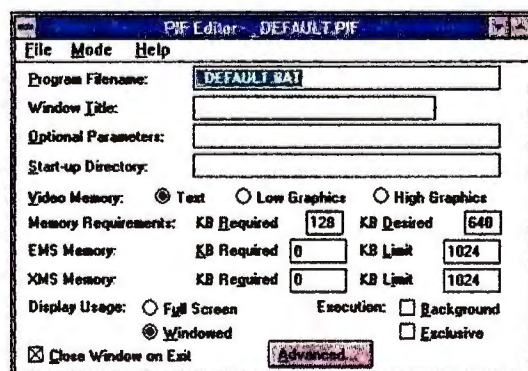 PIF Editor - _DEFAULT.PIF
File Mode Help
Program Filename: _DEFAULT.BAT
Window Title:
Optional Parameters:
Start-up Directory:
Video Memory: Text Low Graphics High Graphics
Memory Requirements: KB Required 128 KB Desired 640
EMS Memory: KB Required 0 KB Limit 1024
XMS Memory: KB Required 0 KB Limit 1024
Display Usage: Full Screen Execution: Background
Windowed Exclusive
Close Window on Exit Advanced...